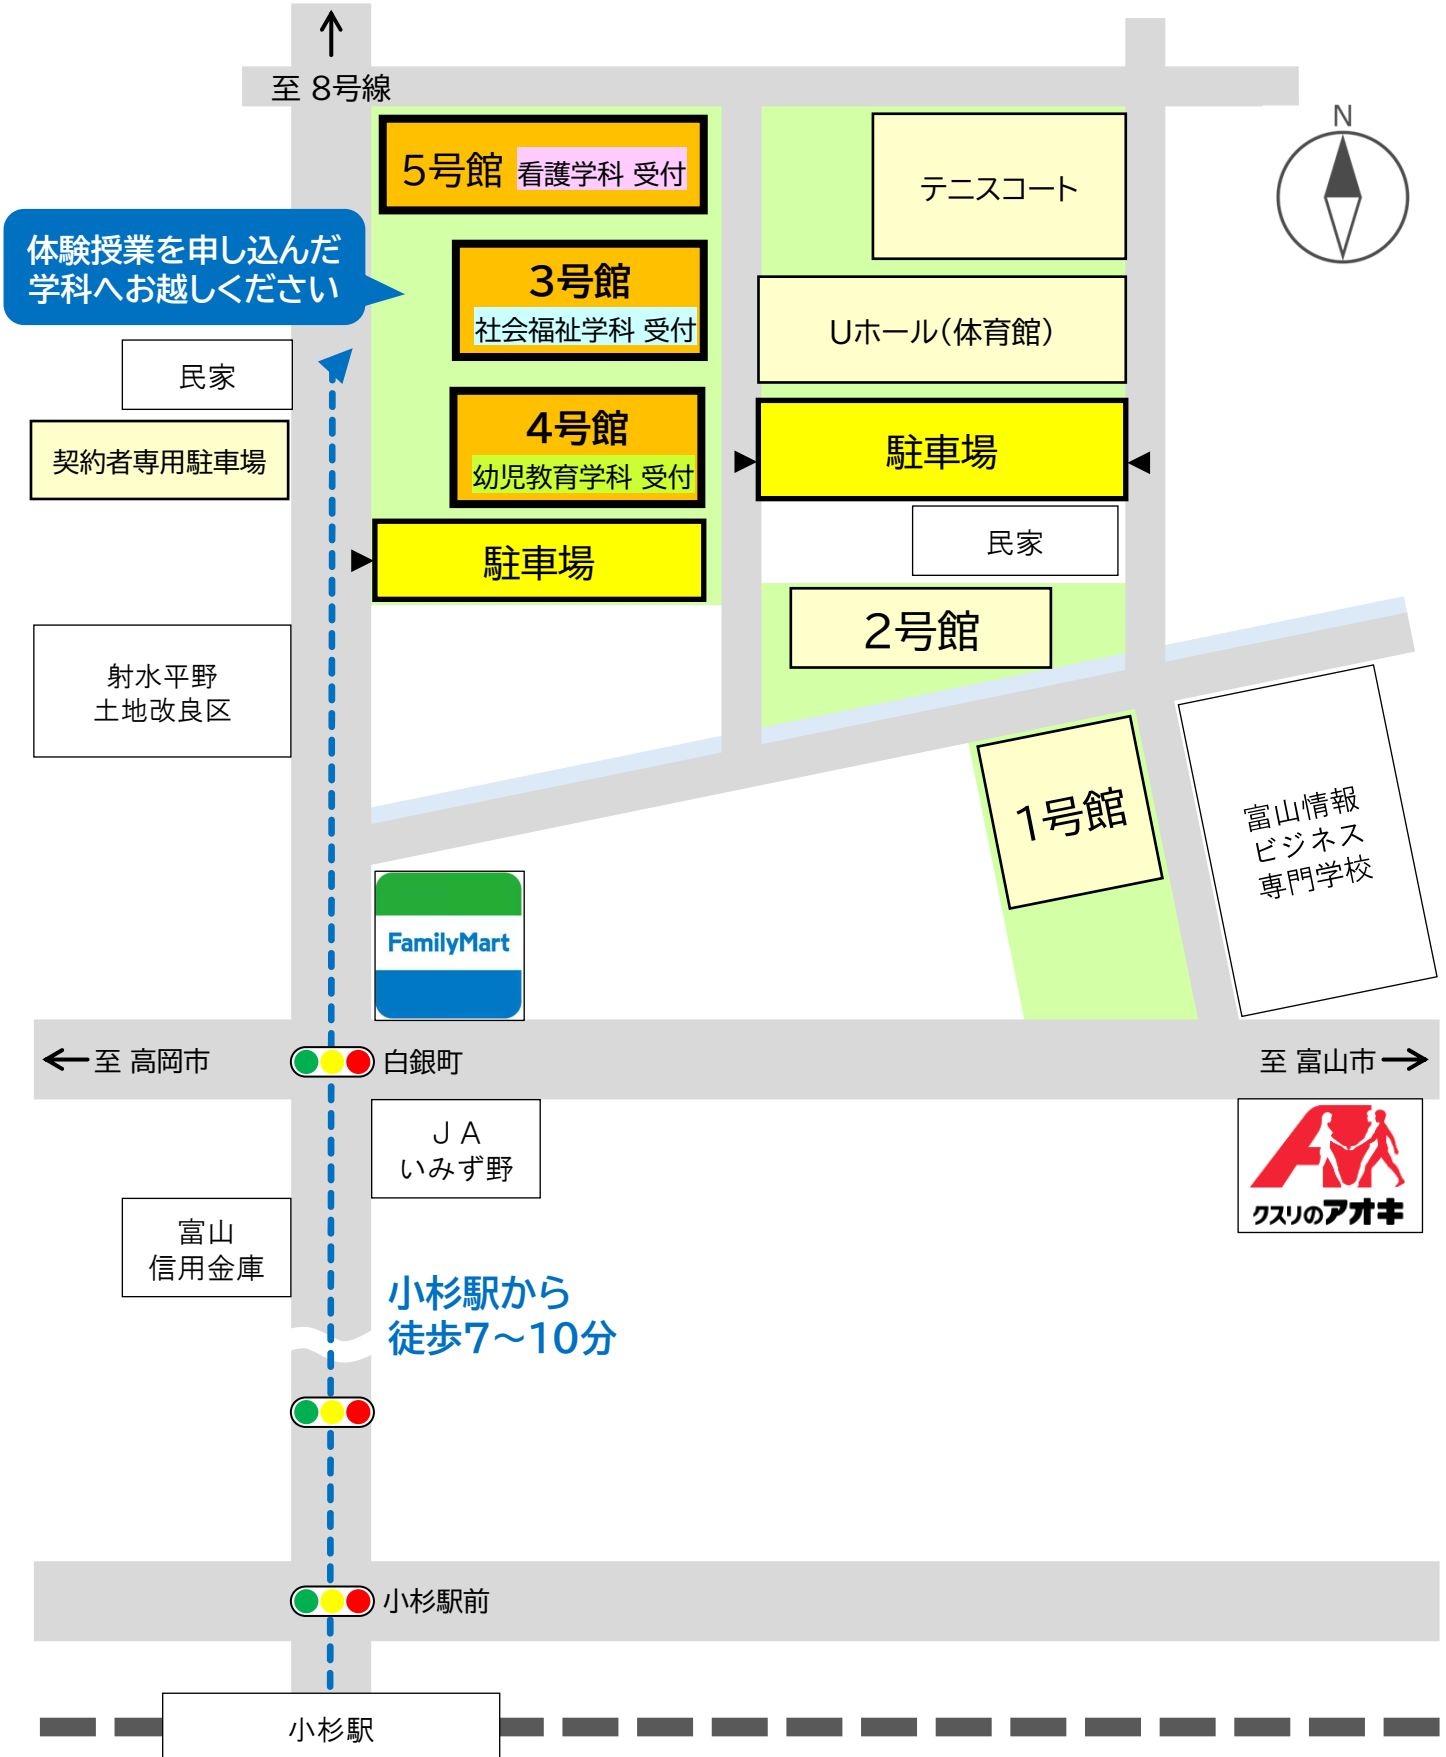 至 8号線
N
5号館 看護学科 受付
テニスコート
体験授業を申し込んだ
学科へお越しください
3号館
社会福祉学科 受付
Uホール(体育館)
民家
4号館
幼児教育学科 受付
契約者専用駐車場
駐車場
民家
駐車場
2号館
射水平野
土地改良区
1号館
富山情報
ビジネス
専門学校
FamilyMart
至 高岡市
白銀町
至 富山市
JA
いみず野
クスリのアオキ
富山
信用金庫
小杉駅から
徒歩7~10分
小杉駅前
小杉駅